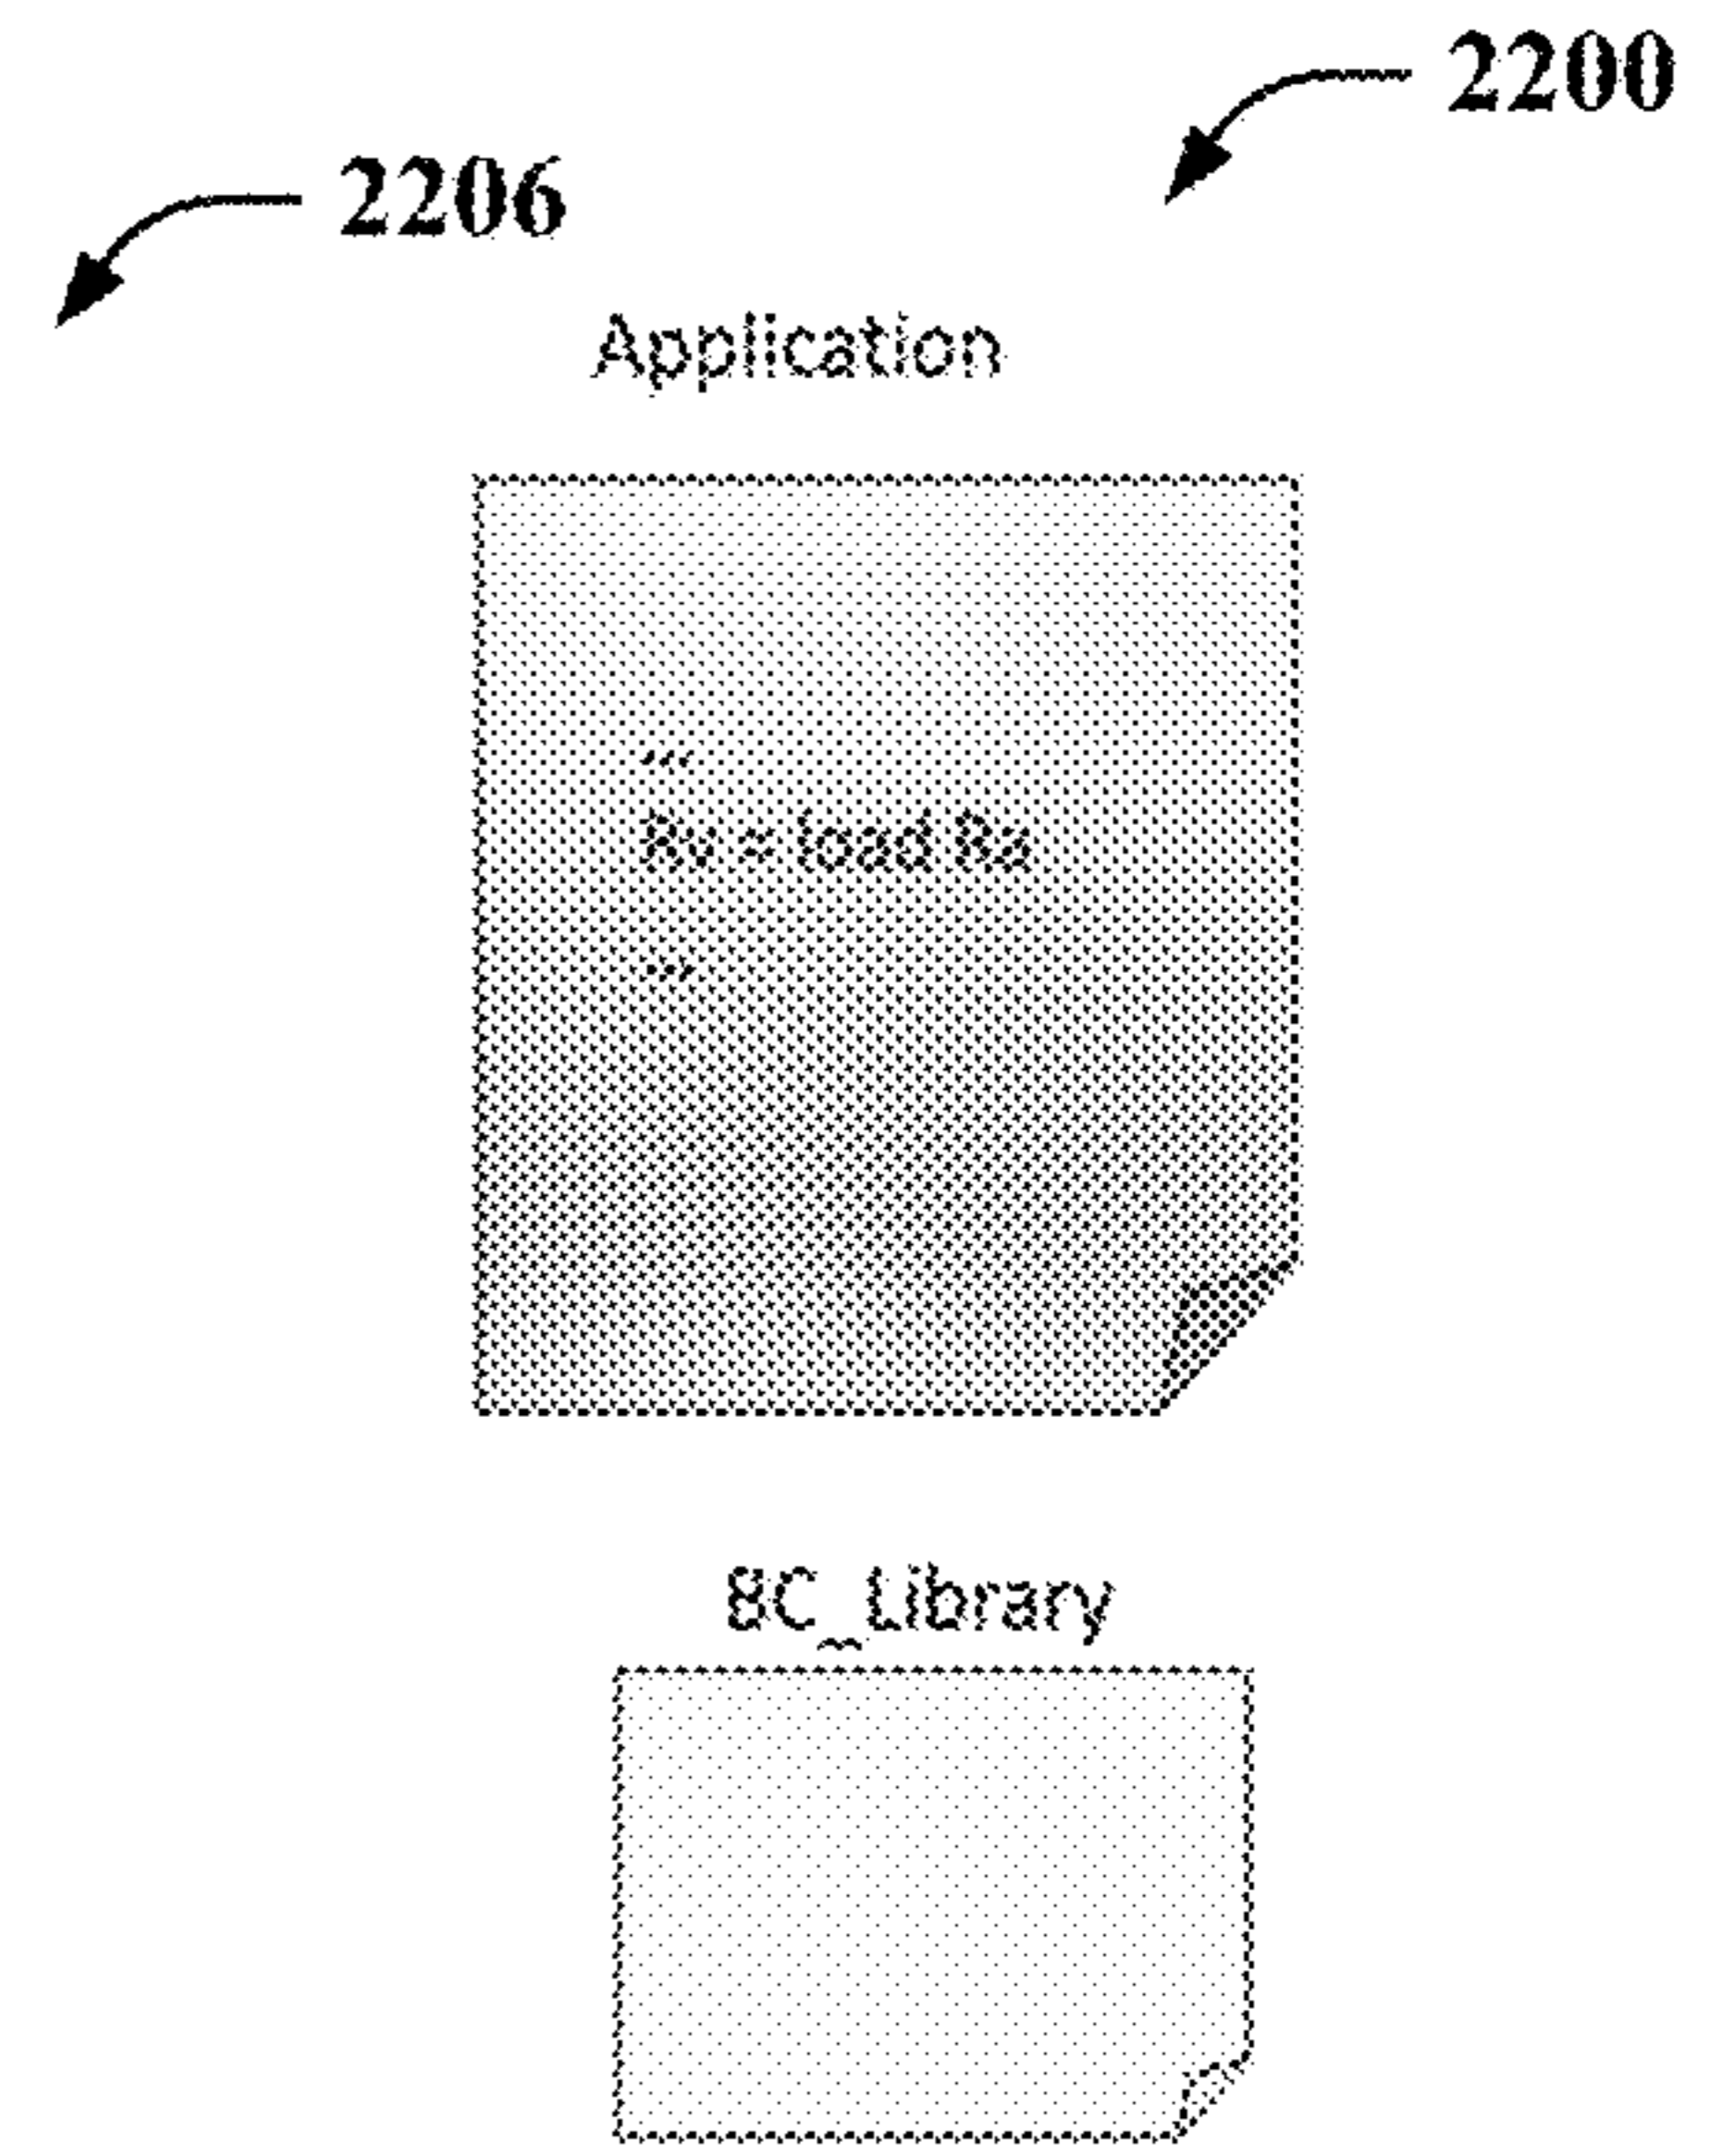 2200
2206
Application
...
Rv = load Ra
...
BC_Library